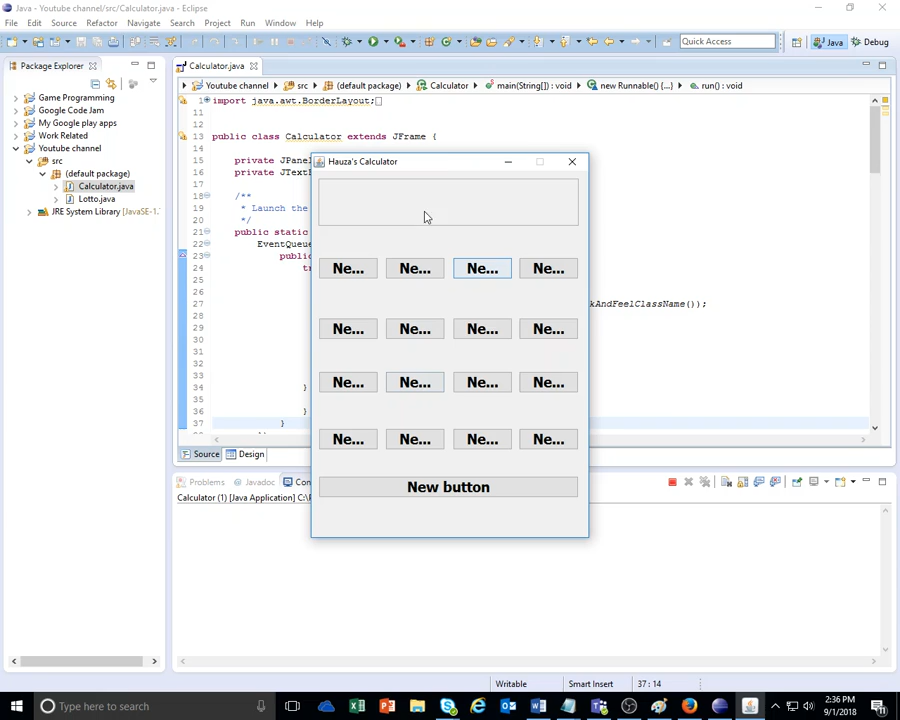 Java - Youtube channel/src/Calculator.java - Eclipse
File Edit Source Refactor Navigate Search Project Run Window Help
Quick Access
Java
Debug
Package Explorer
Game Programming
Google Code Jam
My Google play apps
Work Related
Youtube channel
src
(default package)
Calculator.java
Lotto.java
JRE System Library [JavaSE-1.
Calculator.java
Youtube channel src (default package) Calculator main(String[]) : void new Runnable() {...} run() : void
1 import java.awt.BorderLayout;
11
12
13 public class Calculator extends JFrame {
14
15 private JPane
16 private JText
17
18 /**
19 * Launch the
20 */
21 public static
22 EventQueue
23 public
24 tr
25
26
27 kAndFeelClassName());
28
29
30
31
32
33
34 }
35
36 }
37 }
Hauza's Calculator
Ne... Ne... Ne... Ne...
Ne... Ne... Ne... Ne...
Ne... Ne... Ne... Ne...
Ne... Ne... Ne... Ne...
New button
Source Design
Problems Javadoc Con
Calculator (1) [Java Application] C:\
Writable Smart Insert 37 : 14
Type here to search
2:36 PM
9/1/2018